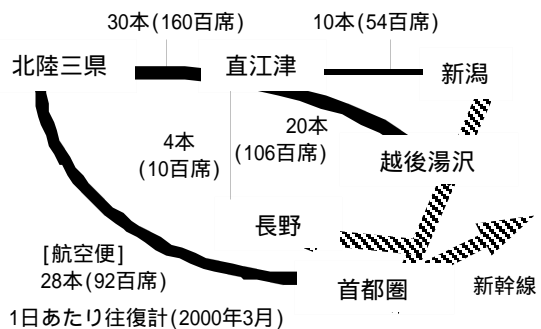 30本(160百席)
10本(54百席)
北陸三県
直江津
新潟
4本
(10百席)
20本
(106百席)
越後湯沢
長野
[航空便]
28本(92百席)
首都圏
新幹線
1日あたり往復計(2000年3月)